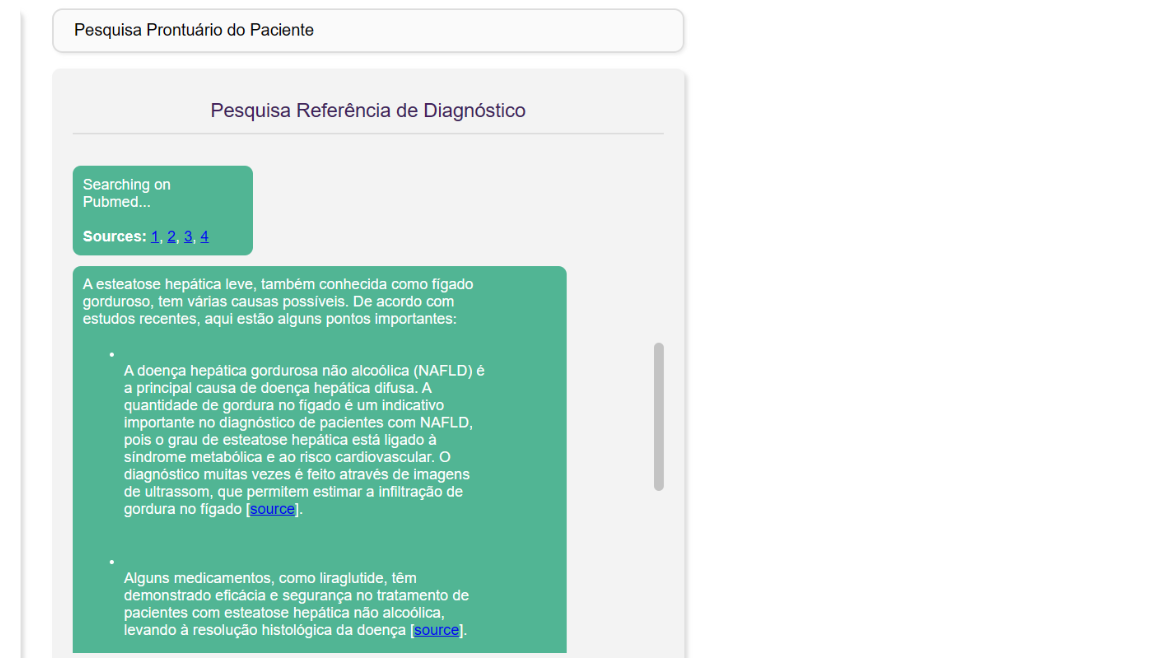 Pesquisa Prontuário do Paciente
Pesquisa Referência de Diagnóstico
Searching on
Pubmed...
Sources: 1, 2, 3, 4
A esteatose hepática leve, também conhecida como fígado
gorduroso, tem várias causas possíveis. De acordo com
estudos recentes, aqui estão alguns pontos importantes:
A doença hepática gordurosa não alcoólica (NAFLD) é
a principal causa de doença hepática difusa. A
quantidade de gordura no fígado é um indicativo
importante no diagnóstico de pacientes com NAFLD,
pois o grau de esteatose hepática está ligado à
síndrome metabólica e ao risco cardiovascular. O
diagnóstico muitas vezes é feito através de imagens
de ultrassom, que permitem estimar a infiltração de
gordura no fígado [source].
Alguns medicamentos, como liraglutide, têm
demonstrado eficácia e segurança no tratamento de
pacientes com esteatose hepática não alcoólica,
levando à resolução histológica da doença [source].